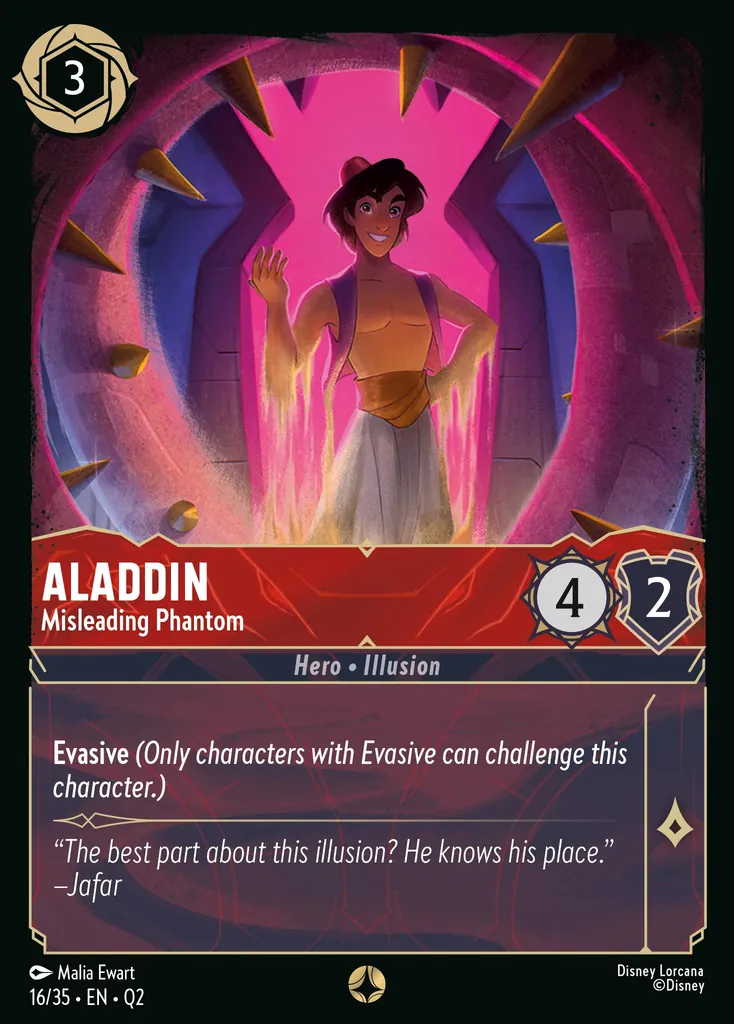 3
ALADDIN
Misleading Phantom
4
2
Hero • Illusion
Evasive (Only characters with Evasive can challenge this
character.)
“The best part about this illusion? He knows his place.”
–Jafar
Malia Ewart
16/35 • EN • Q2
Disney Lorcana
©Disney